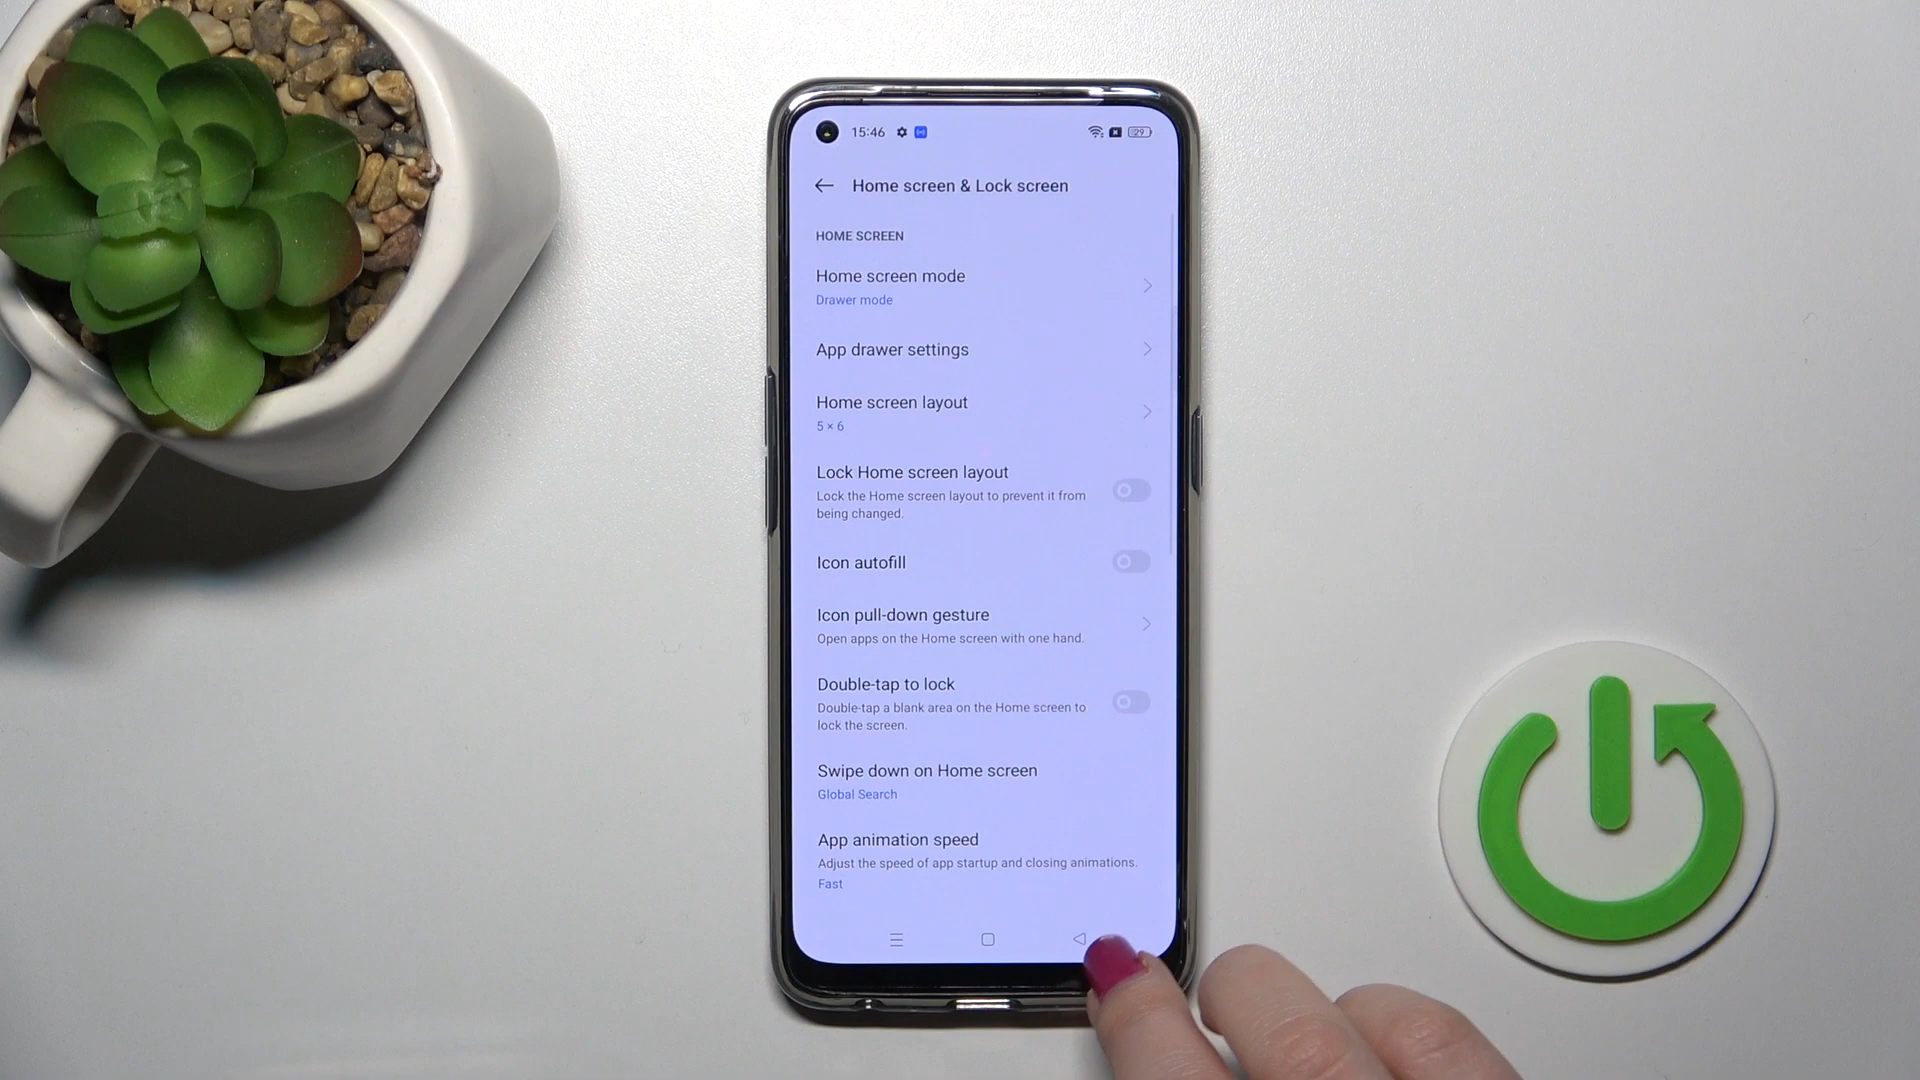 15:46
29
Home screen & Lock screen
HOME SCREEN
Home screen mode
Drawer mode
App drawer settings
Home screen layout
5 × 6
Lock Home screen layout
Lock the Home screen layout to prevent it from
being changed.
Icon autofill
Icon pull-down gesture
Open apps on the Home screen with one hand.
Double-tap to lock
Double-tap a blank area on the Home screen to
lock the screen.
Swipe down on Home screen
Global Search
App animation speed
Adjust the speed of app startup and closing animations.
Fast